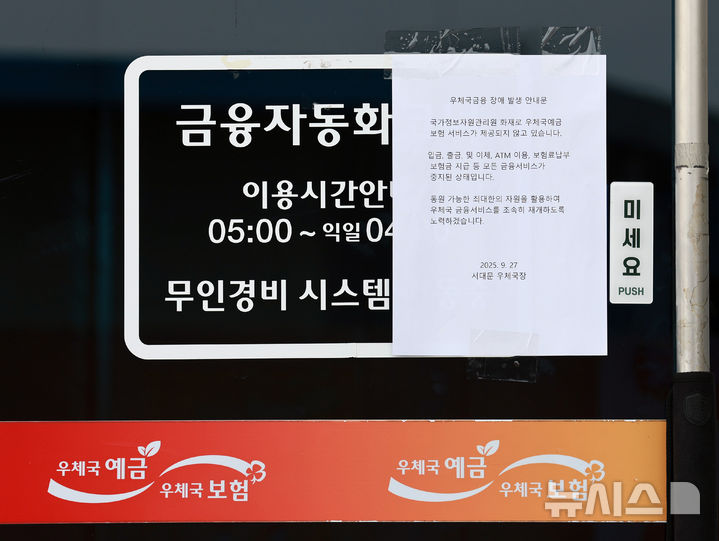 금융자동화
이용시간안
05:00 ~ 익일 04
무인경비 시스템
우체국금융 장애 발생 안내문
국가정보자원관리원 화재로 우체국예금
보험 서비스가 제공되지 않고 있습니다.
입금, 출금, 및 이체, ATM 이용, 보험료납부
보험금 지급 등 모든 금융서비스가
중지된 상태입니다.
동원 가능한 최대한의 자원을 활용하여
우체국 금융서비스를 조속히 재개하도록
노력하겠습니다.
2025. 9. 27
서대문 우체국장
미세요
PUSH
우체국 예금
우체국 보험
우체국 예금
우체국 보험
뉴시스